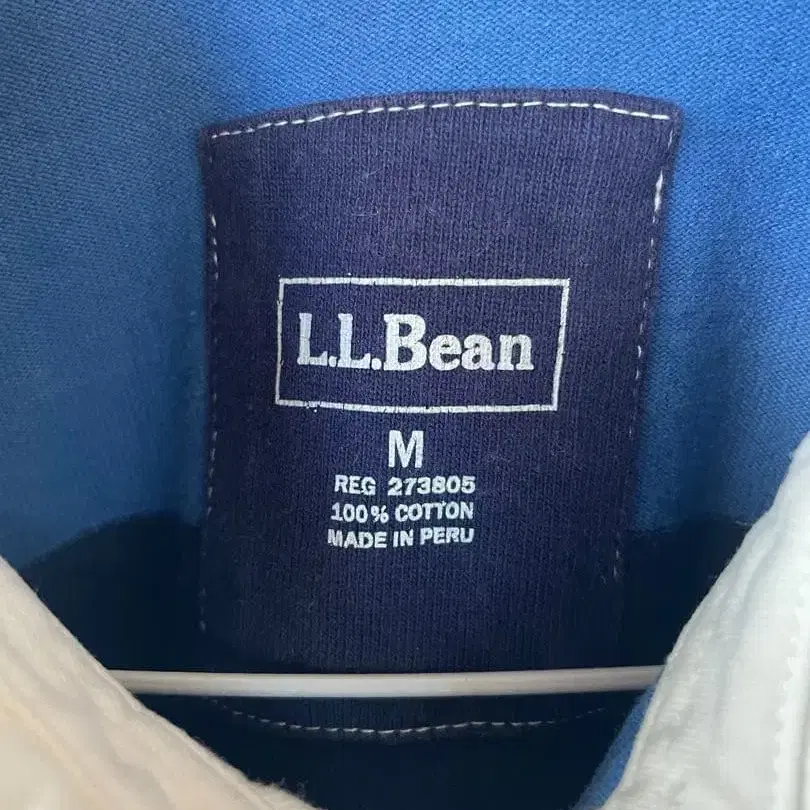 L.L.Bean
M
REG 273805
100% COTTON
MADE IN PERU